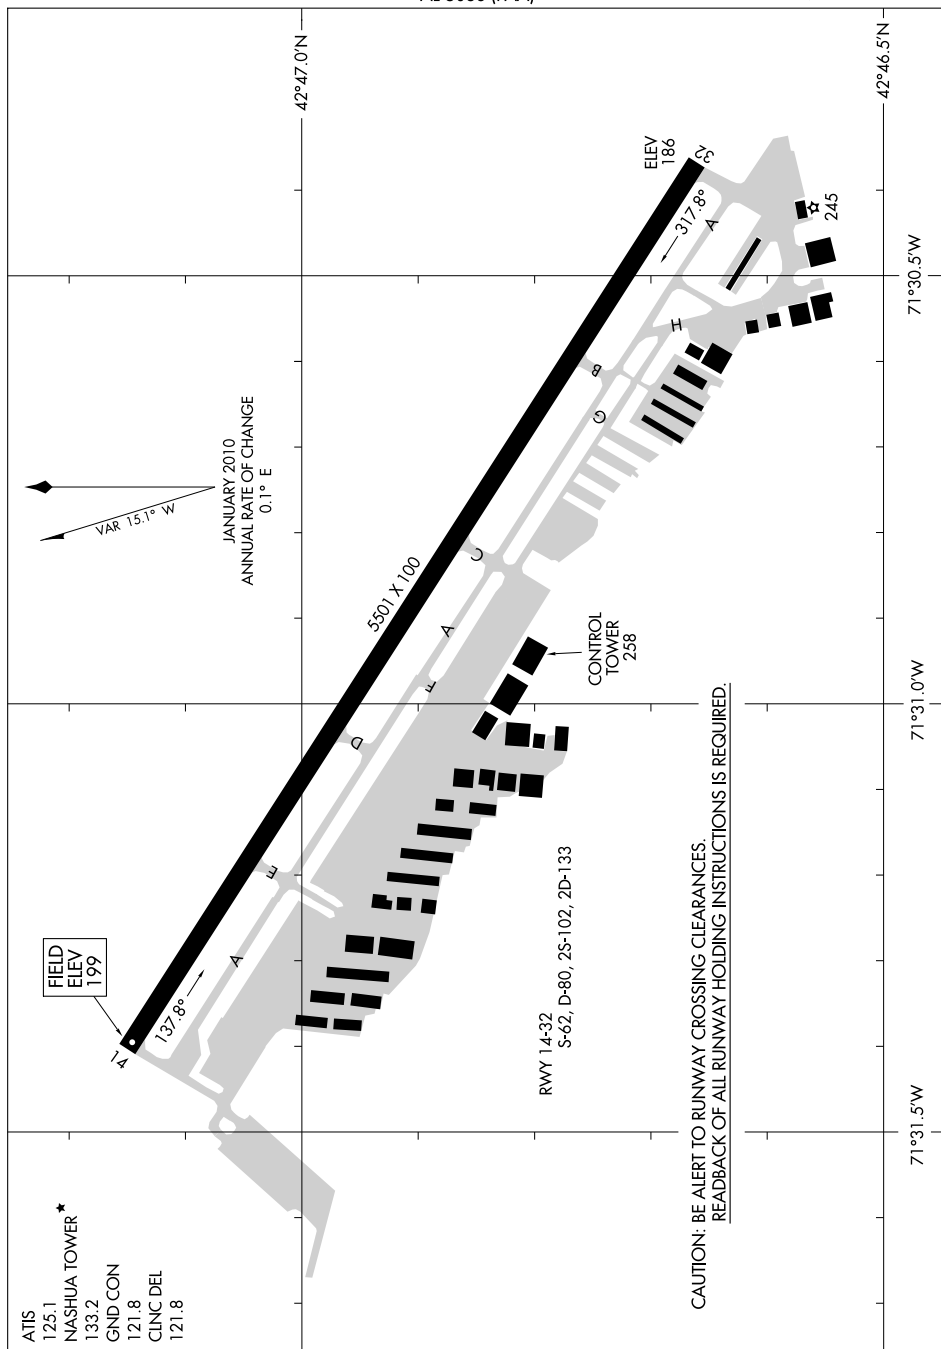 ATIS
125.1
NASHUA TOWER
133.2
GND CON
121.8
CLNC DEL
121.8
FIELD
ELEV
199
14
137.8°
A
E
D
F
A
5501 X 100
C
G
B
H
A
317.8°
ELEV
186
32
245
VAR 15.1° W
JANUARY 2010
ANNUAL RATE OF CHANGE
0.1° E
CONTROL
TOWER
258
RWY 14-32
S-62, D-80, 2S-102, 2D-133
CAUTION: BE ALERT TO RUNWAY CROSSING CLEARANCES.
READBACK OF ALL RUNWAY HOLDING INSTRUCTIONS IS REQUIRED.
42°47.0'N
42°46.5'N
71°30.5'W
71°31.0'W
71°31.5'W